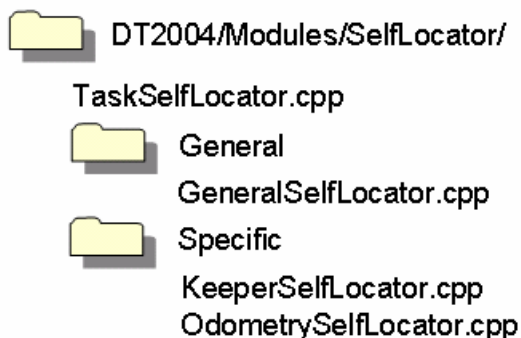 DT2004/Modules/SelfLocator/
TaskSelfLocator.cpp
General
GeneralSelfLocator.cpp
Specific
KeeperSelfLocator.cpp
OdometrySelfLocator.cpp